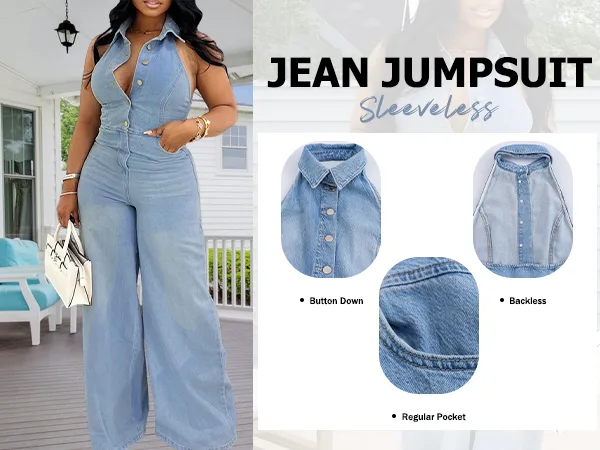 JEAN JUMPSUIT
Sleeveless
• Button Down
• Backless
• Regular Pocket